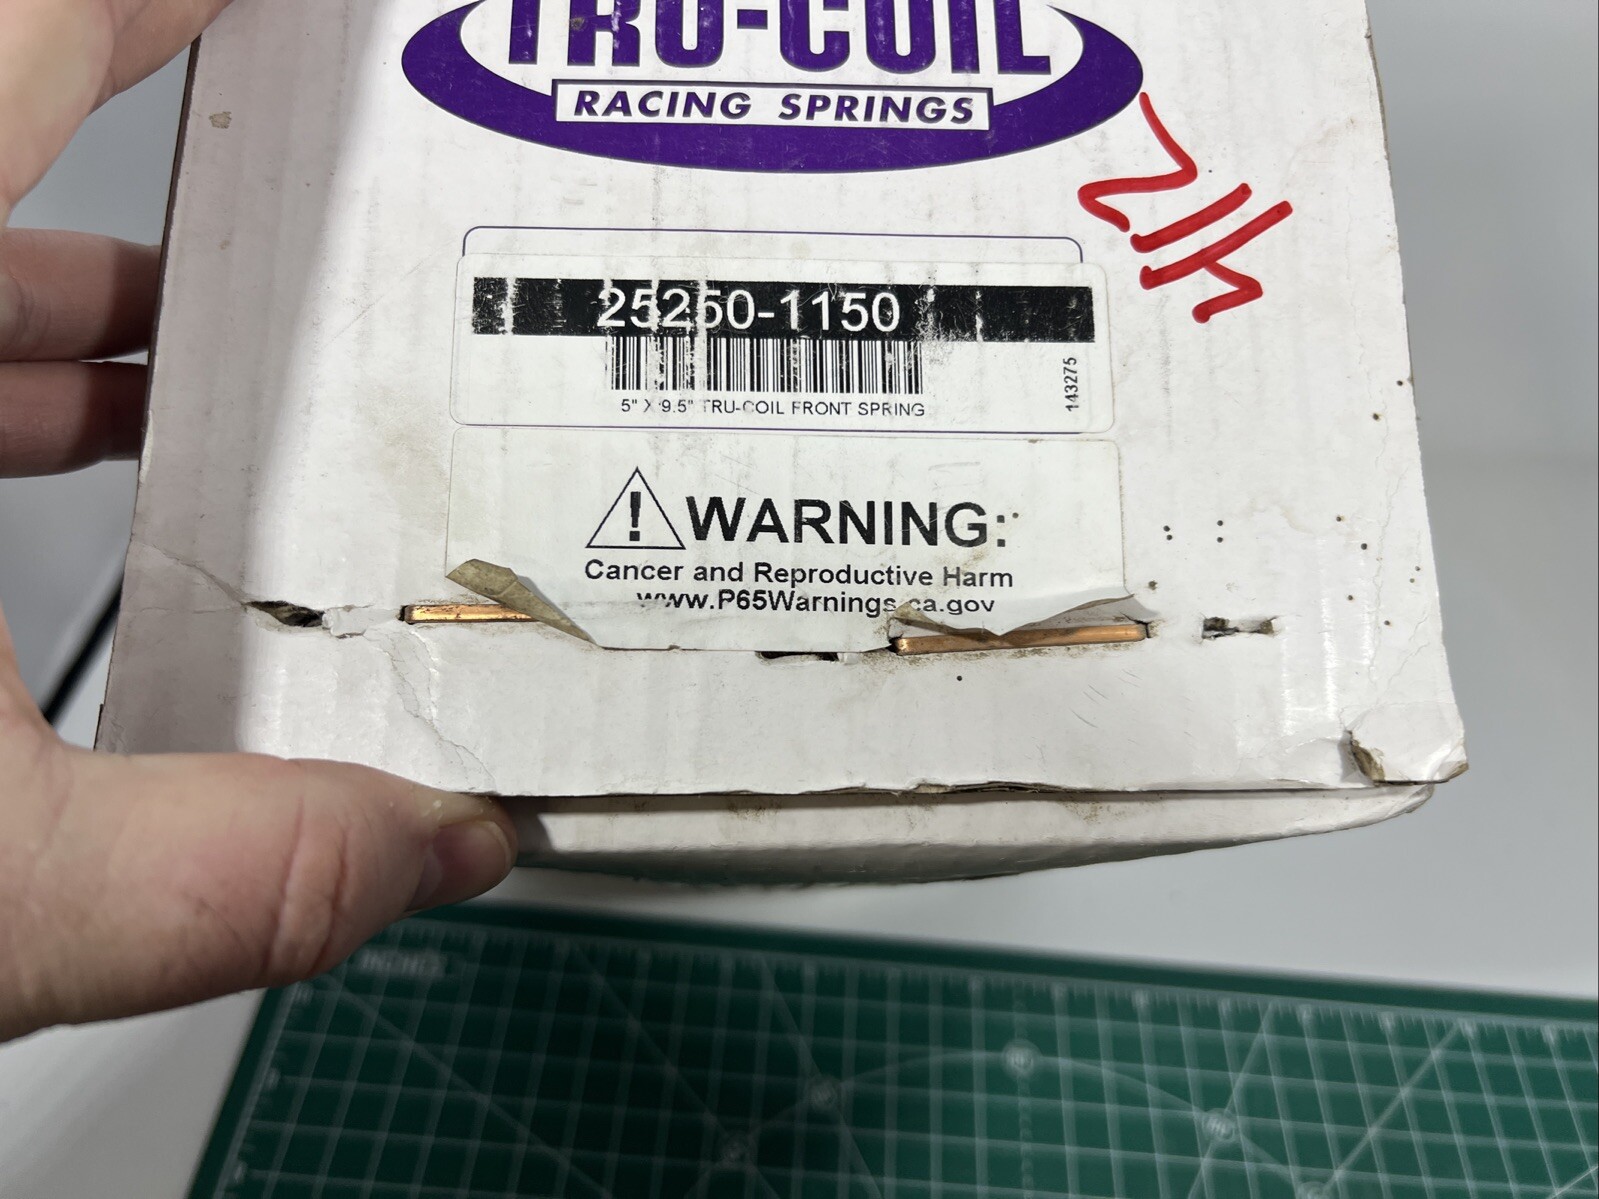 TRU-COIL
RACING SPRINGS
25250-1150
143275
5" X 9.5" TRU-COIL FRONT SPRING
WARNING:
Cancer and Reproductive Harm
www.P65Warnings.ca.gov